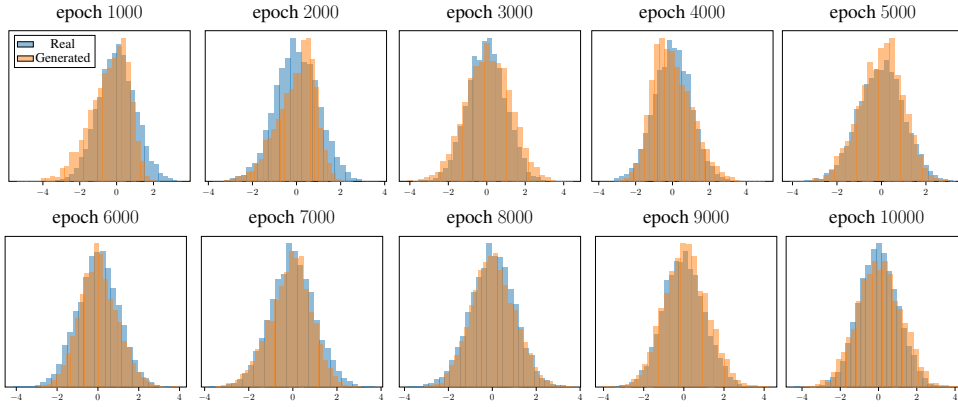 epoch 1000 epoch 2000 epoch 3000 epoch 4000 epoch 5000
Real
Generated
−4 −2 0 2 −4 −2 0 2 4 −4 −2 0 2 4 −4 −2 0 2 4 −4 −2 0 2
epoch 6000 epoch 7000 epoch 8000 epoch 9000 epoch 10000
−4 −2 0 2 4 −4 −2 0 2 4 −4 −2 0 2 4 −4 −2 0 2 4 −4 −2 0 2 4